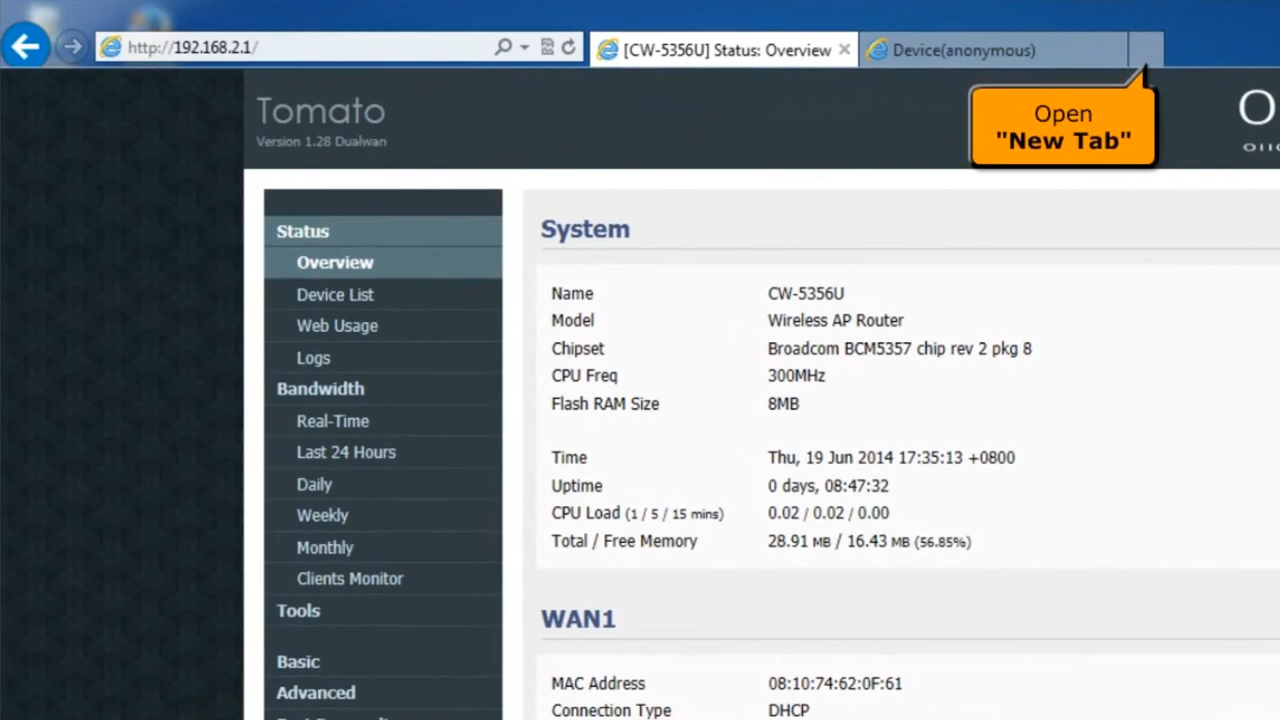 http://192.168.2.1/
[CW-5356U] Status: Overview
Device(anonymous)
Open
"New Tab"
Tomato
Version 1.28 Dualwan
Status
Overview
Device List
Web Usage
Logs
Bandwidth
Real-Time
Last 24 Hours
Daily
Weekly
Monthly
Clients Monitor
Tools
Basic
Advanced
System
Name CW-5356U
Model Wireless AP Router
Chipset Broadcom BCM5357 chip rev 2 pkg 8
CPU Freq 300MHz
Flash RAM Size 8MB
Time Thu, 19 Jun 2014 17:35:13 +0800
Uptime 0 days, 08:47:32
CPU Load (1 / 5 / 15 mins) 0.02 / 0.02 / 0.00
Total / Free Memory 28.91 MB / 16.43 MB (56.85%)
WAN1
MAC Address 08:10:74:62:0F:61
Connection Type DHCP